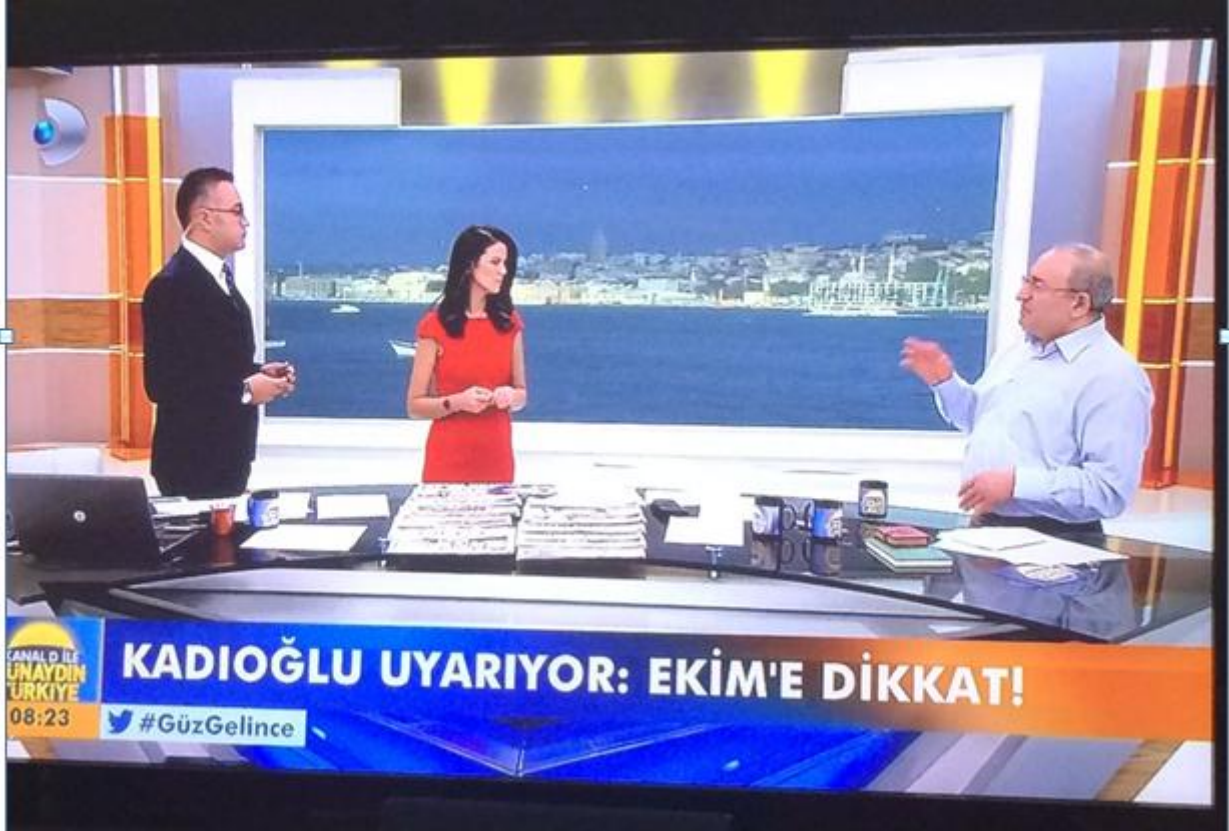 KANAL D İLE
GÜNAYDIN
TÜRKİYE
KADIOĞLU UYARIYOR: EKİM'E DİKKAT!
08:23
#GüzGelince